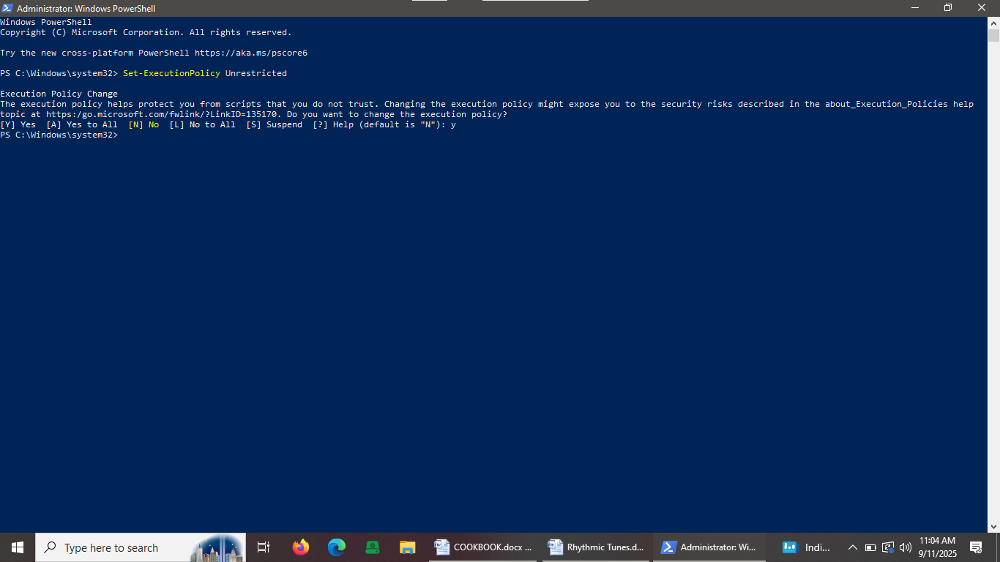 Administrator: Windows PowerShell
Windows PowerShell
Copyright (C) Microsoft Corporation. All rights reserved.
Try the new cross-platform PowerShell https://aka.ms/pscore6
PS C:\Windows\system32> Set-ExecutionPolicy Unrestricted
Execution Policy Change
The execution policy helps protect you from scripts that you do not trust. Changing the execution policy might expose you to the security risks described in the about_Execution_Policies help
topic at https:/go.microsoft.com/fwlink/?LinkID=135170. Do you want to change the execution policy?
[Y] Yes  [A] Yes to All  [N] No  [L] No to All  [S] Suspend  [?] Help (default is "N"): y
PS C:\Windows\system32>
Type here to search
COOKBOOK.docx ...
Rhythmic Tunes.d...
Administrator: Wi...
Indi...
11:04 AM
9/11/2025